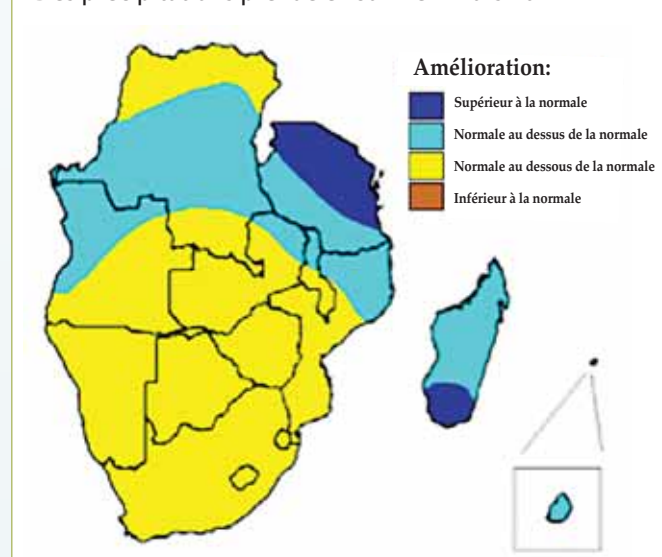 Amélioration:
Supérieur à la normale
Normale au dessus de la normale
Normale au dessous de la normale
Inférieur à la normale